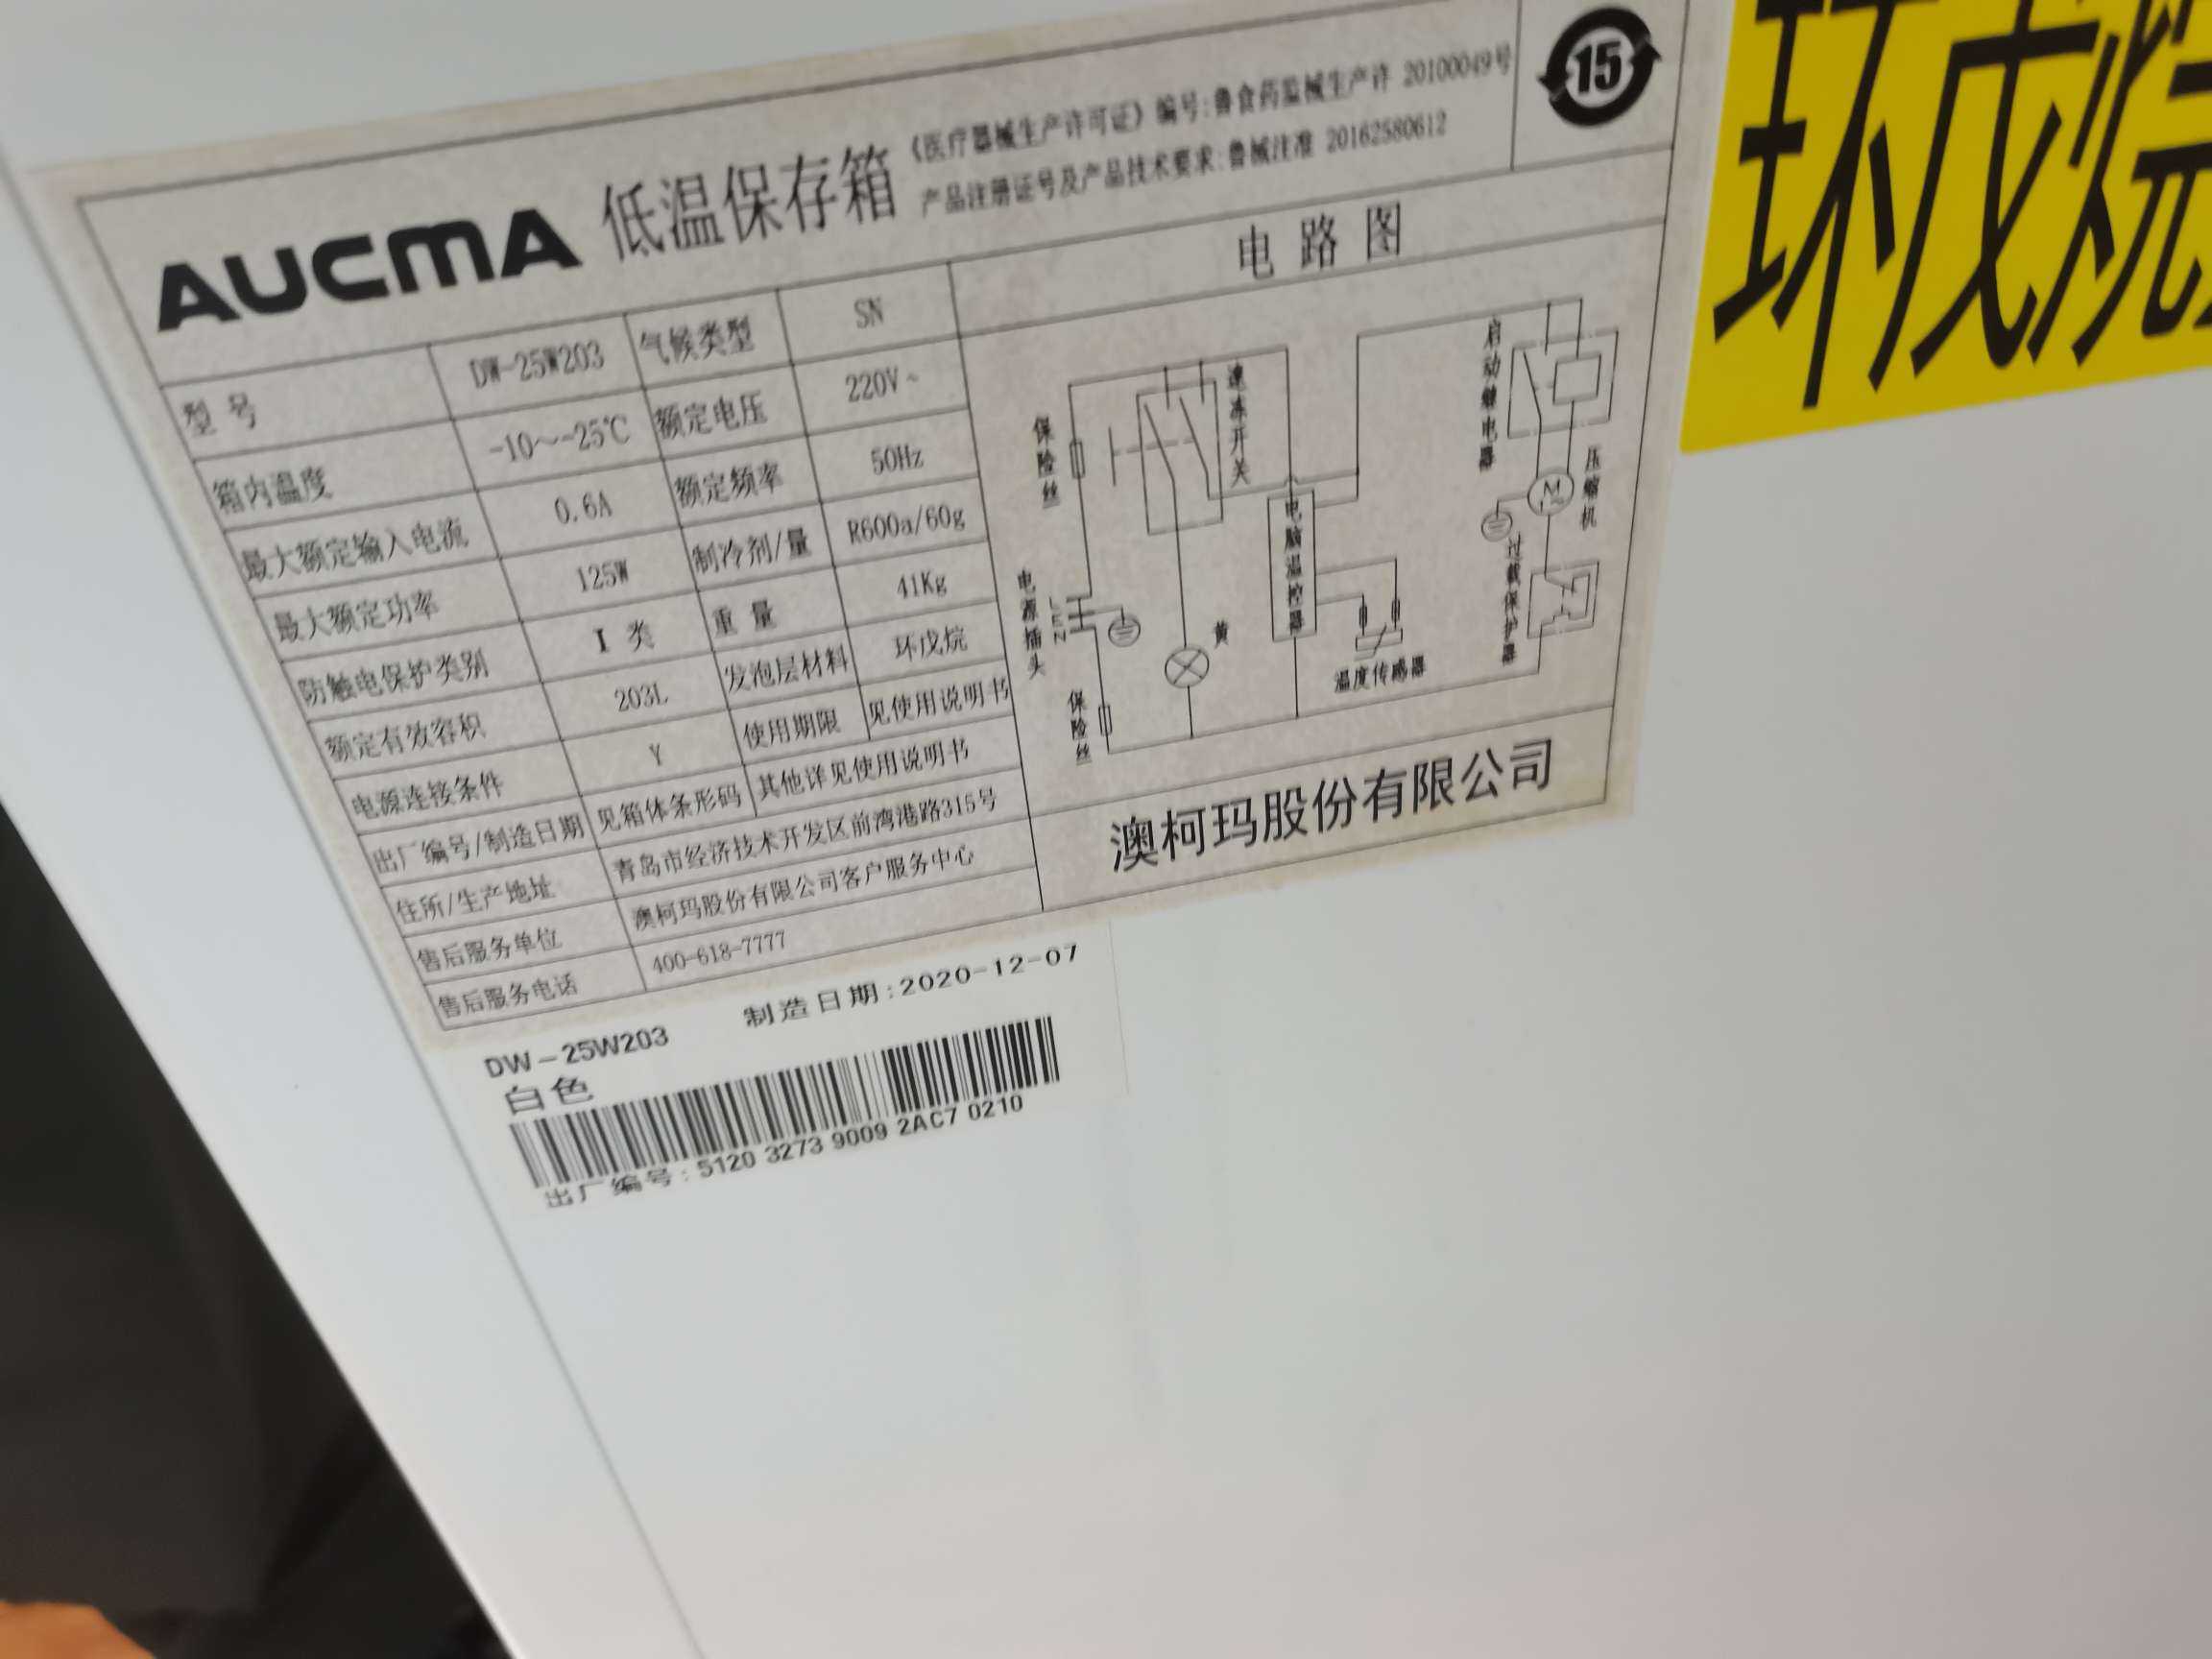 AUCMA 低温保存箱
《医疗器械生产许可证》编号:鲁食药监械生产许 20100049号
产品注册证号及产品技术要求:鲁械注准 20162580612
15
型号 DW-25W203 气候类型 SN
箱内温度 -10～-25℃ 额定电压 220V~
最大额定输入电流 0.6A 额定频率 50Hz
最大额定功率 125W 制冷剂/量 R600a/60g
防触电保护类别 I 类 重量 41Kg
额定有效容积 203L 发泡层材料 环戊烷
电源连接条件 Y 使用期限 见使用说明书
出厂编号/制造日期 见箱体条形码 其他详见使用说明书
住所/生产地址 青岛市经济技术开发区前湾港路315号
售后服务单位 澳柯玛股份有限公司客户服务中心
售后服务电话 400-618-7777
电路图
保险丝
速冻开关
启动继电器
压缩机
M
电脑温控器
过载保护器
电源插头
L
E
N
黄
温度传感器
保险丝
澳柯玛股份有限公司
DW-25W203 制造日期:2020-12-07
白色
出厂编号:5120 3273 9009 2AC7 0210
环戊烷